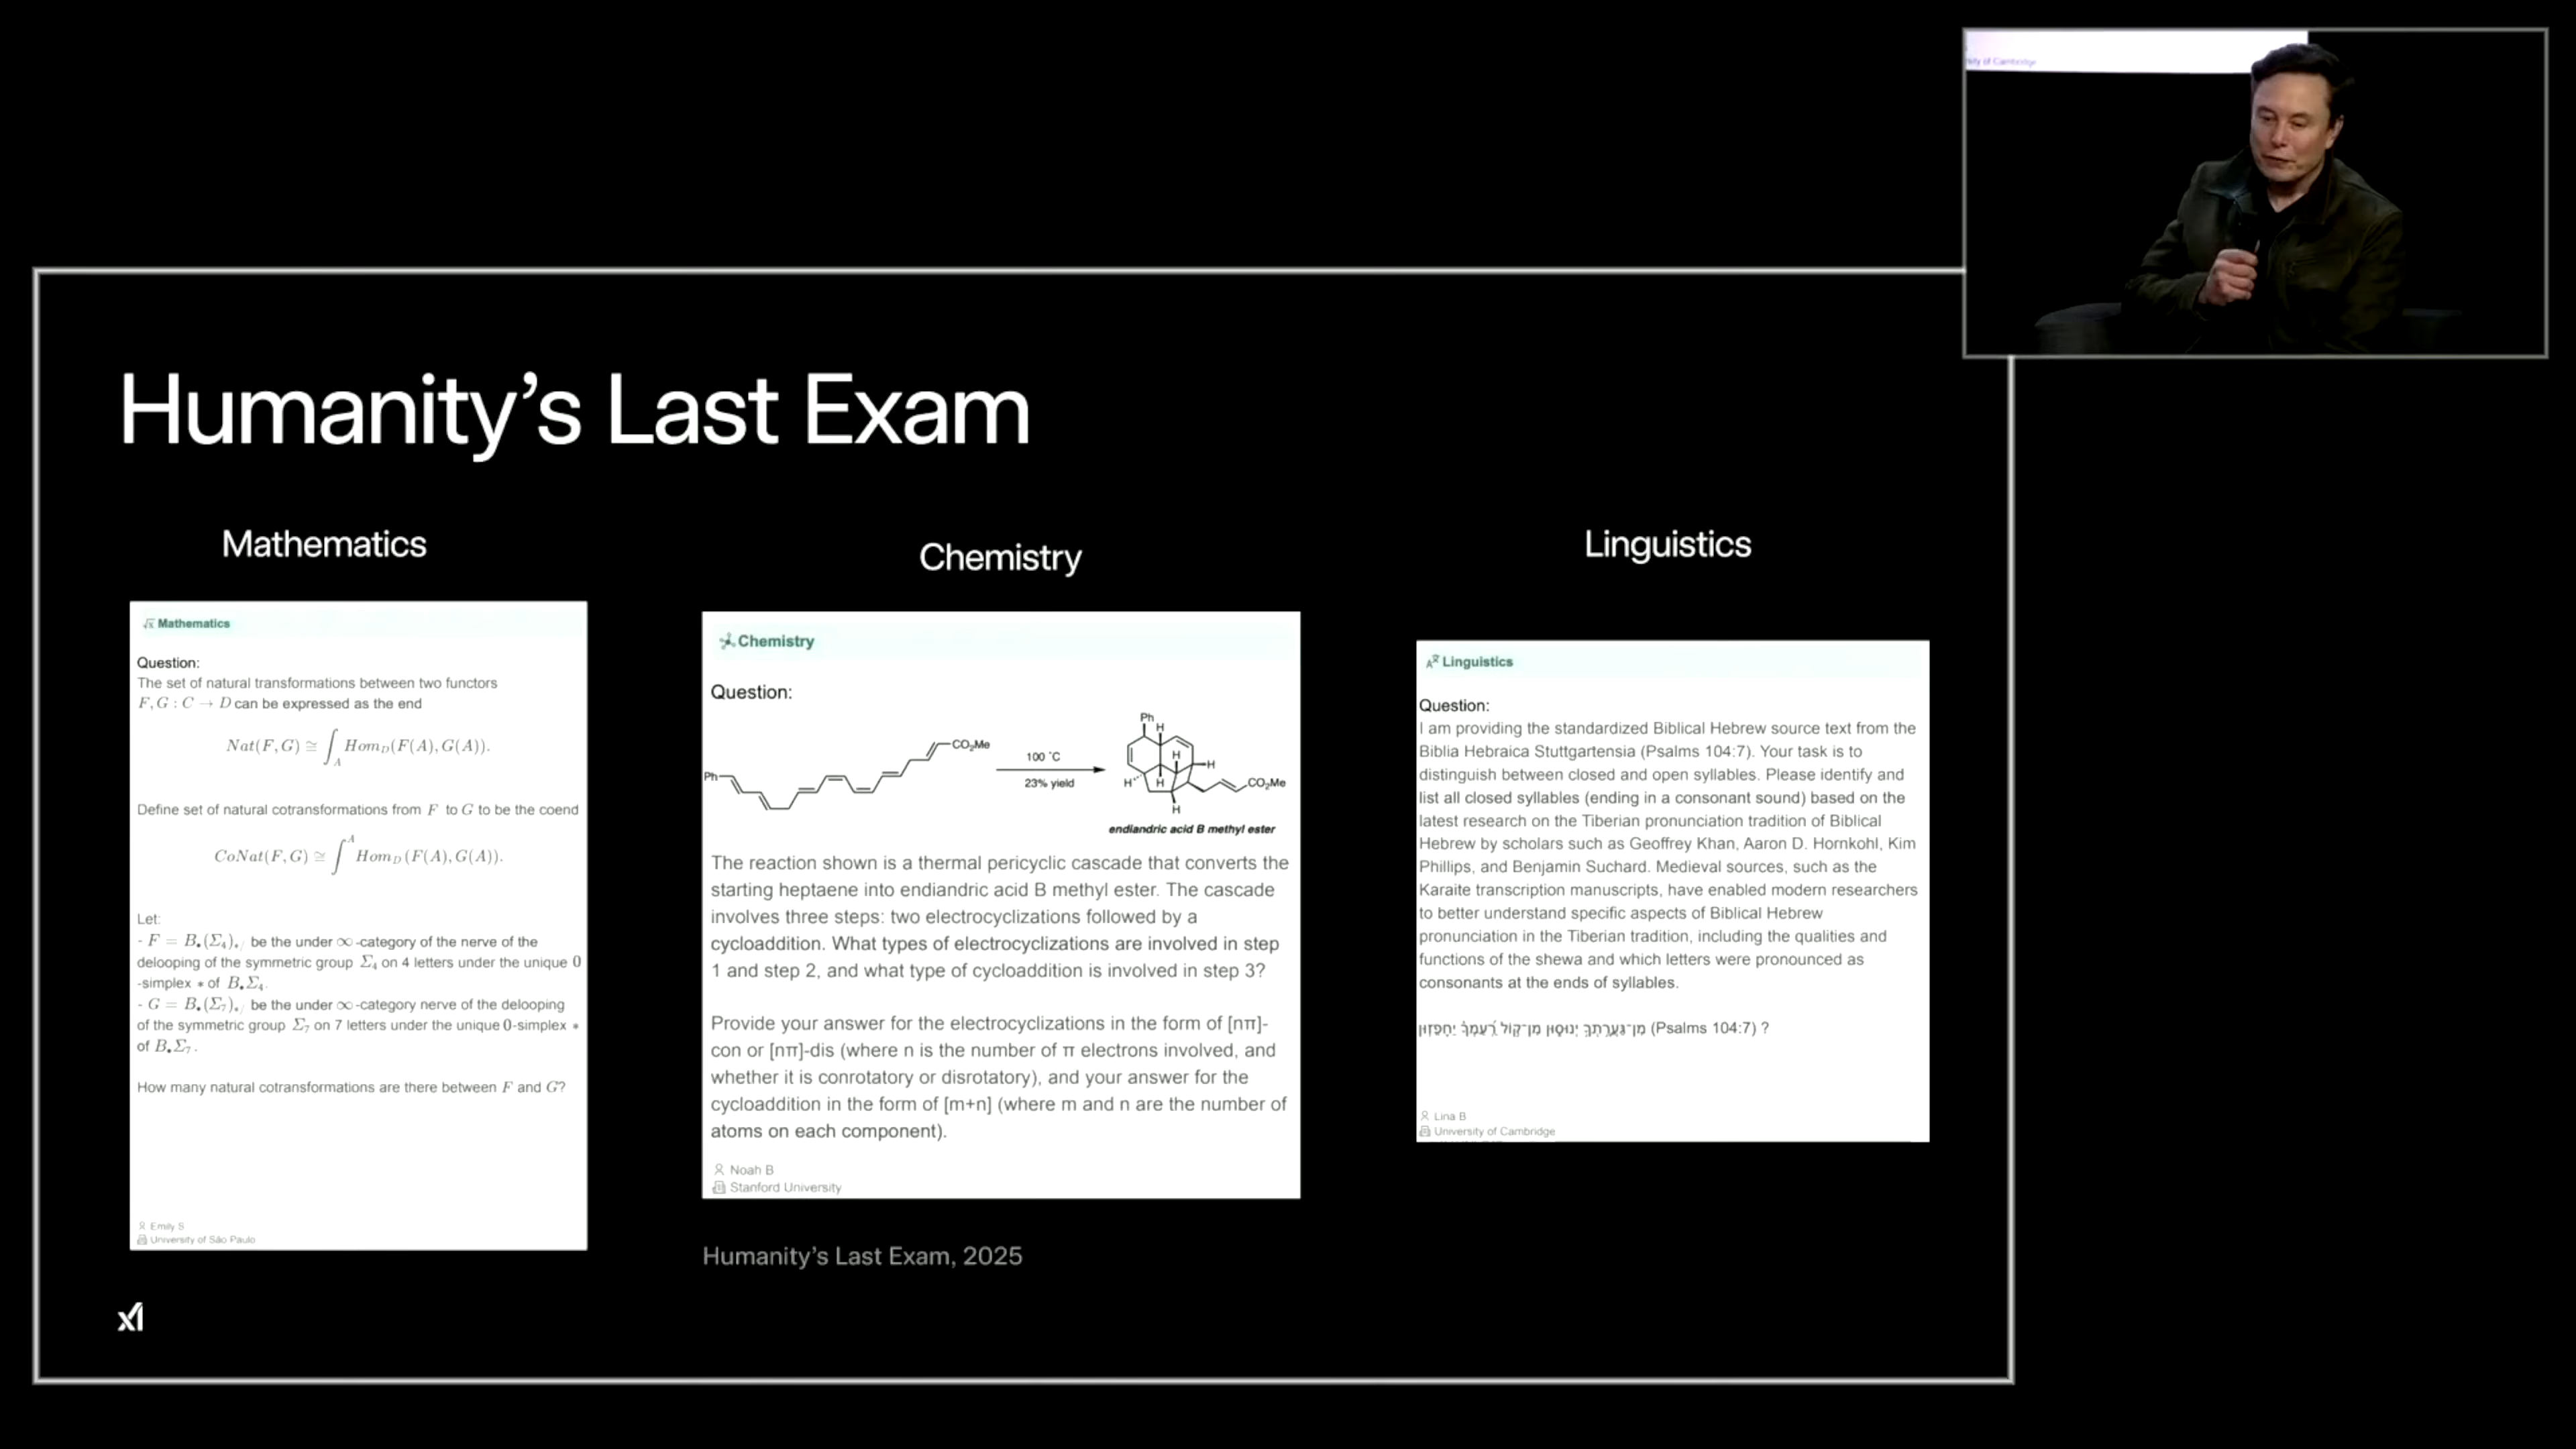 ity of Cambridge
Humanity’s Last Exam
Mathematics
Mathematics
Question:
The set of natural transformations between two functors
F, G : C → D can be expressed as the end
Nat(F, G) ≅ ∫_A Hom_D(F(A), G(A)).
Define set of natural cotransformations from F to G to be the coend
CoNat(F, G) ≅ ∫^A Hom_D(F(A), G(A)).
Let:
- F = B•(Σ₄)∗/ be the under ∞-category of the nerve of the
delooping of the symmetric group Σ₄ on 4 letters under the unique 0
-simplex ∗ of B•Σ₄.
- G = B•(Σ₇)∗/ be the under ∞-category nerve of the delooping
of the symmetric group Σ₇ on 7 letters under the unique 0-simplex ∗
of B•Σ₇.
How many natural cotransformations are there between F and G?
Emily S
University of São Paulo
Chemistry
Chemistry
Question:
Ph
CO₂Me
100 °C
23% yield
Ph
H
H
H
H
H
H
CO₂Me
endiandric acid B methyl ester
The reaction shown is a thermal pericyclic cascade that converts the
starting heptaene into endiandric acid B methyl ester. The cascade
involves three steps: two electrocyclizations followed by a
cycloaddition. What types of electrocyclizations are involved in step
1 and step 2, and what type of cycloaddition is involved in step 3?
Provide your answer for the electrocyclizations in the form of [nπ]-
con or [nπ]-dis (where n is the number of π electrons involved, and
whether it is conrotatory or disrotatory), and your answer for the
cycloaddition in the form of [m+n] (where m and n are the number of
atoms on each component).
Noah B
Stanford University
Humanity’s Last Exam, 2025
Linguistics
Linguistics
Question:
I am providing the standardized Biblical Hebrew source text from the
Biblia Hebraica Stuttgartensia (Psalms 104:7). Your task is to
distinguish between closed and open syllables. Please identify and
list all closed syllables (ending in a consonant sound) based on the
latest research on the Tiberian pronunciation tradition of Biblical
Hebrew by scholars such as Geoffrey Khan, Aaron D. Hornkohl, Kim
Phillips, and Benjamin Suchard. Medieval sources, such as the
Karaite transcription manuscripts, have enabled modern researchers
to better understand specific aspects of Biblical Hebrew
pronunciation in the Tiberian tradition, including the qualities and
functions of the shewa and which letters were pronounced as
consonants at the ends of syllables.
מִן־גַּעֲרָ֣תְךָ֣ יְנוּס֑וּן מִן־ק֥וֹל רַֽ֝עַמְךָ֗ יֵחָפֵזֽוּן (Psalms 104:7) ?
Lina B
University of Cambridge
xI